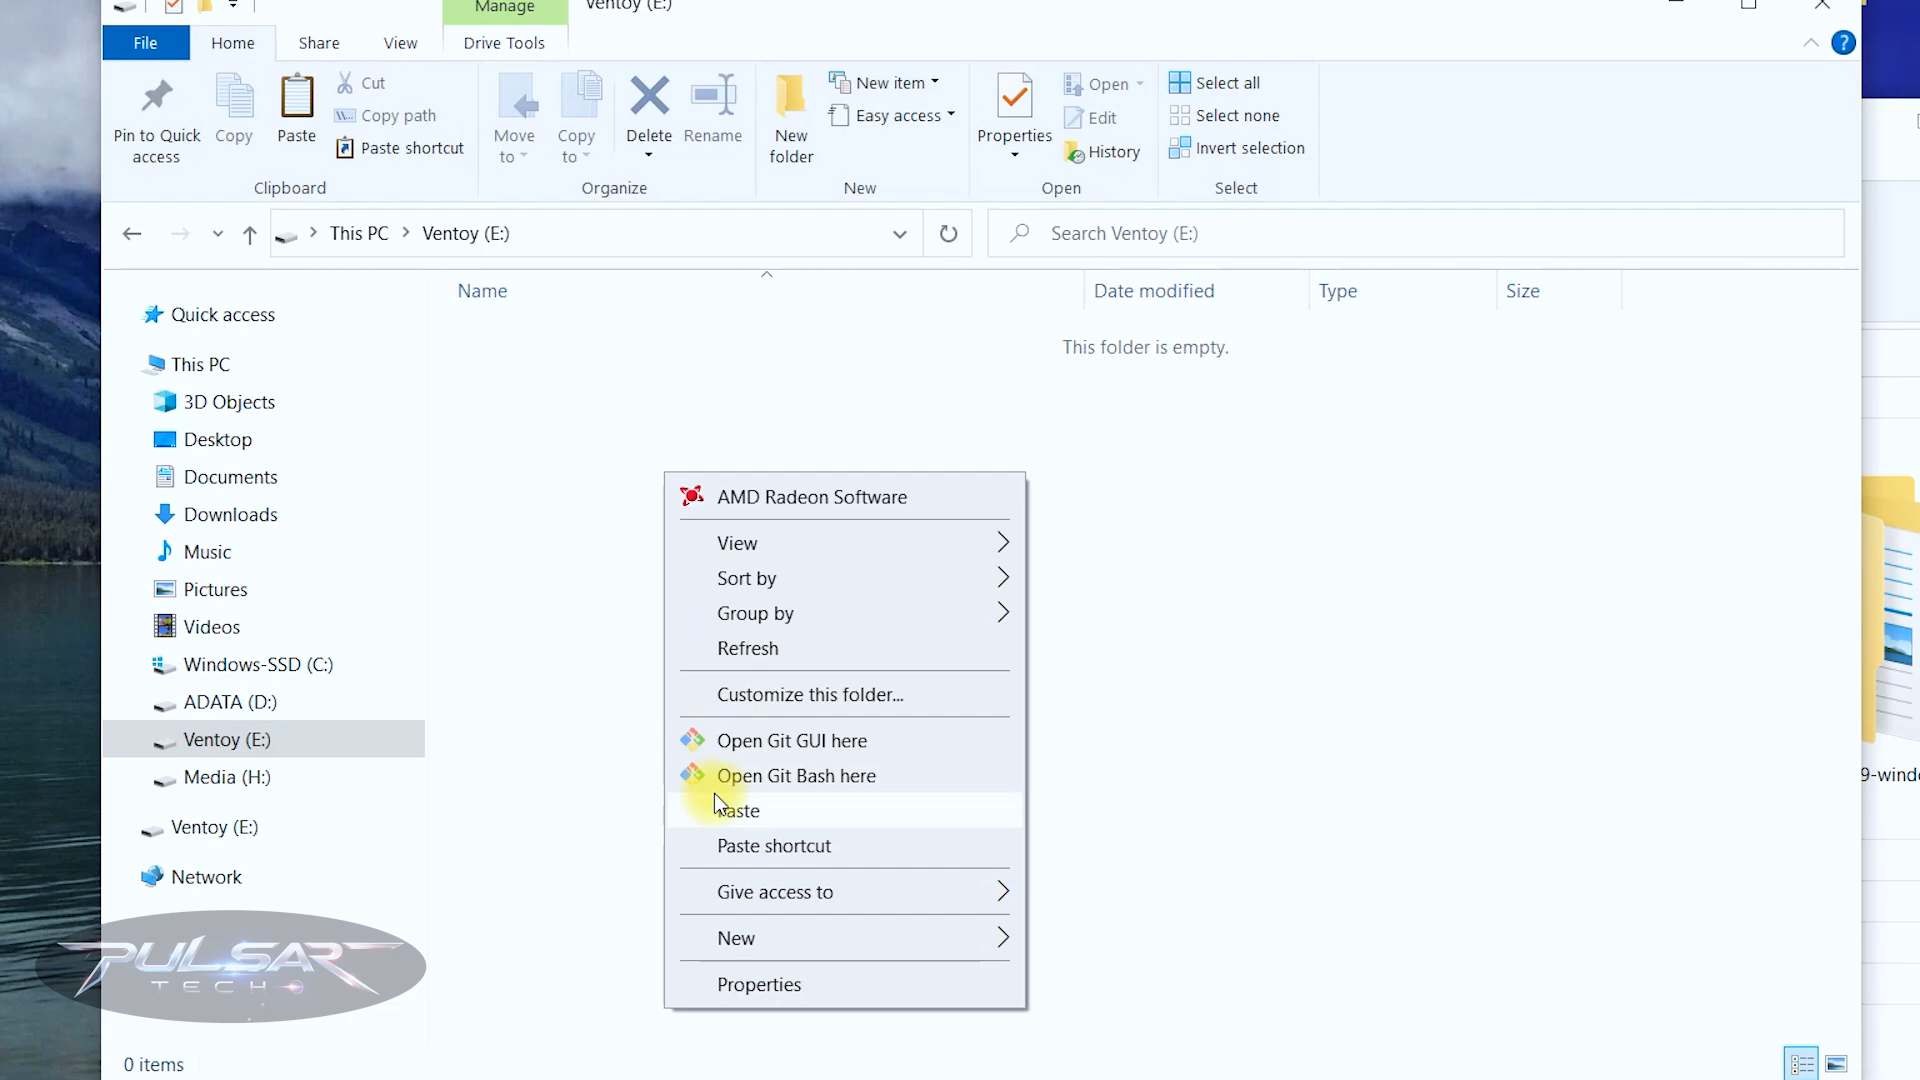 Manage
Ventoy (E:)
File
Home
Share
View
Drive Tools
Pin to Quick access
Copy
Paste
Cut
Copy path
Paste shortcut
Clipboard
Move to
Copy to
Delete
Rename
Organize
New folder
New item
Easy access
New
Properties
Open
Edit
History
Open
Select all
Select none
Invert selection
Select
This PC
Ventoy (E:)
Search Ventoy (E:)
Name
Date modified
Type
Size
This folder is empty.
Quick access
This PC
3D Objects
Desktop
Documents
Downloads
Music
Pictures
Videos
Windows-SSD (C:)
ADATA (D:)
Ventoy (E:)
Media (H:)
Ventoy (E:)
Network
AMD Radeon Software
View
Sort by
Group by
Refresh
Customize this folder...
Open Git GUI here
Open Git Bash here
Paste
Paste shortcut
Give access to
New
Properties
9-windo
PULSAR
TECH
0 items